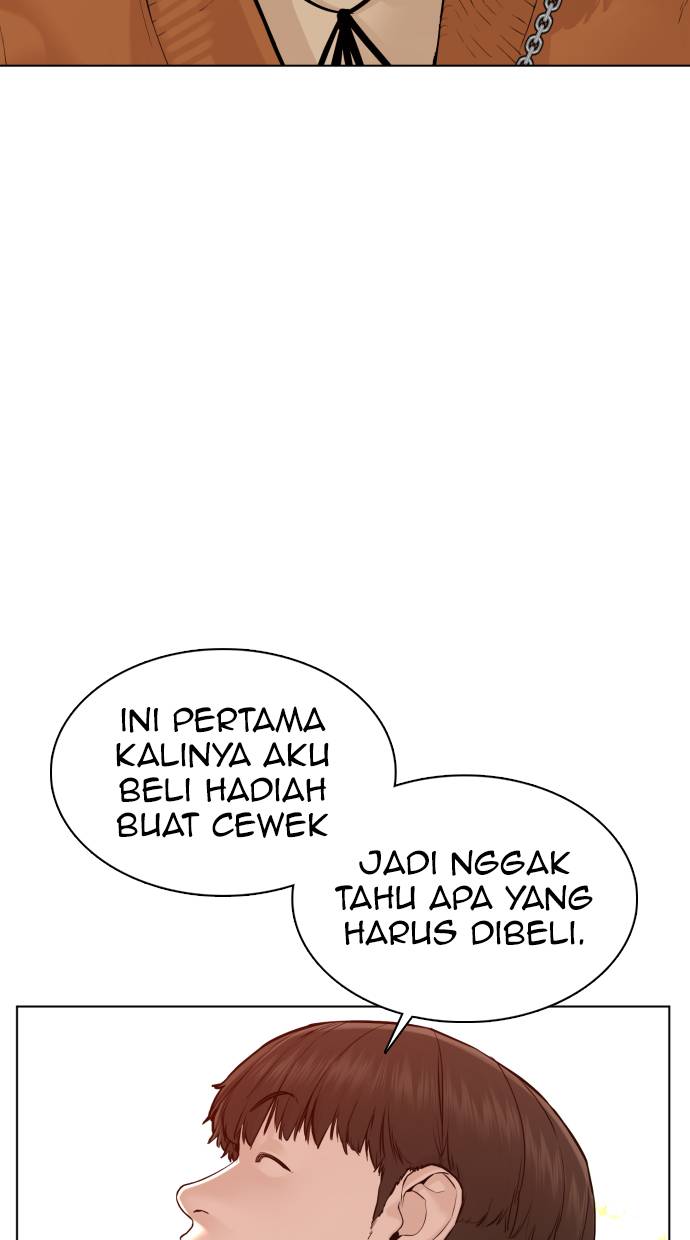 INI PERTAMA
KALINYA AKU
BELI HADIAH
BUAT CEWEK
JADI NGGAK
TAHU APA YANG
HARUS DIBELI.